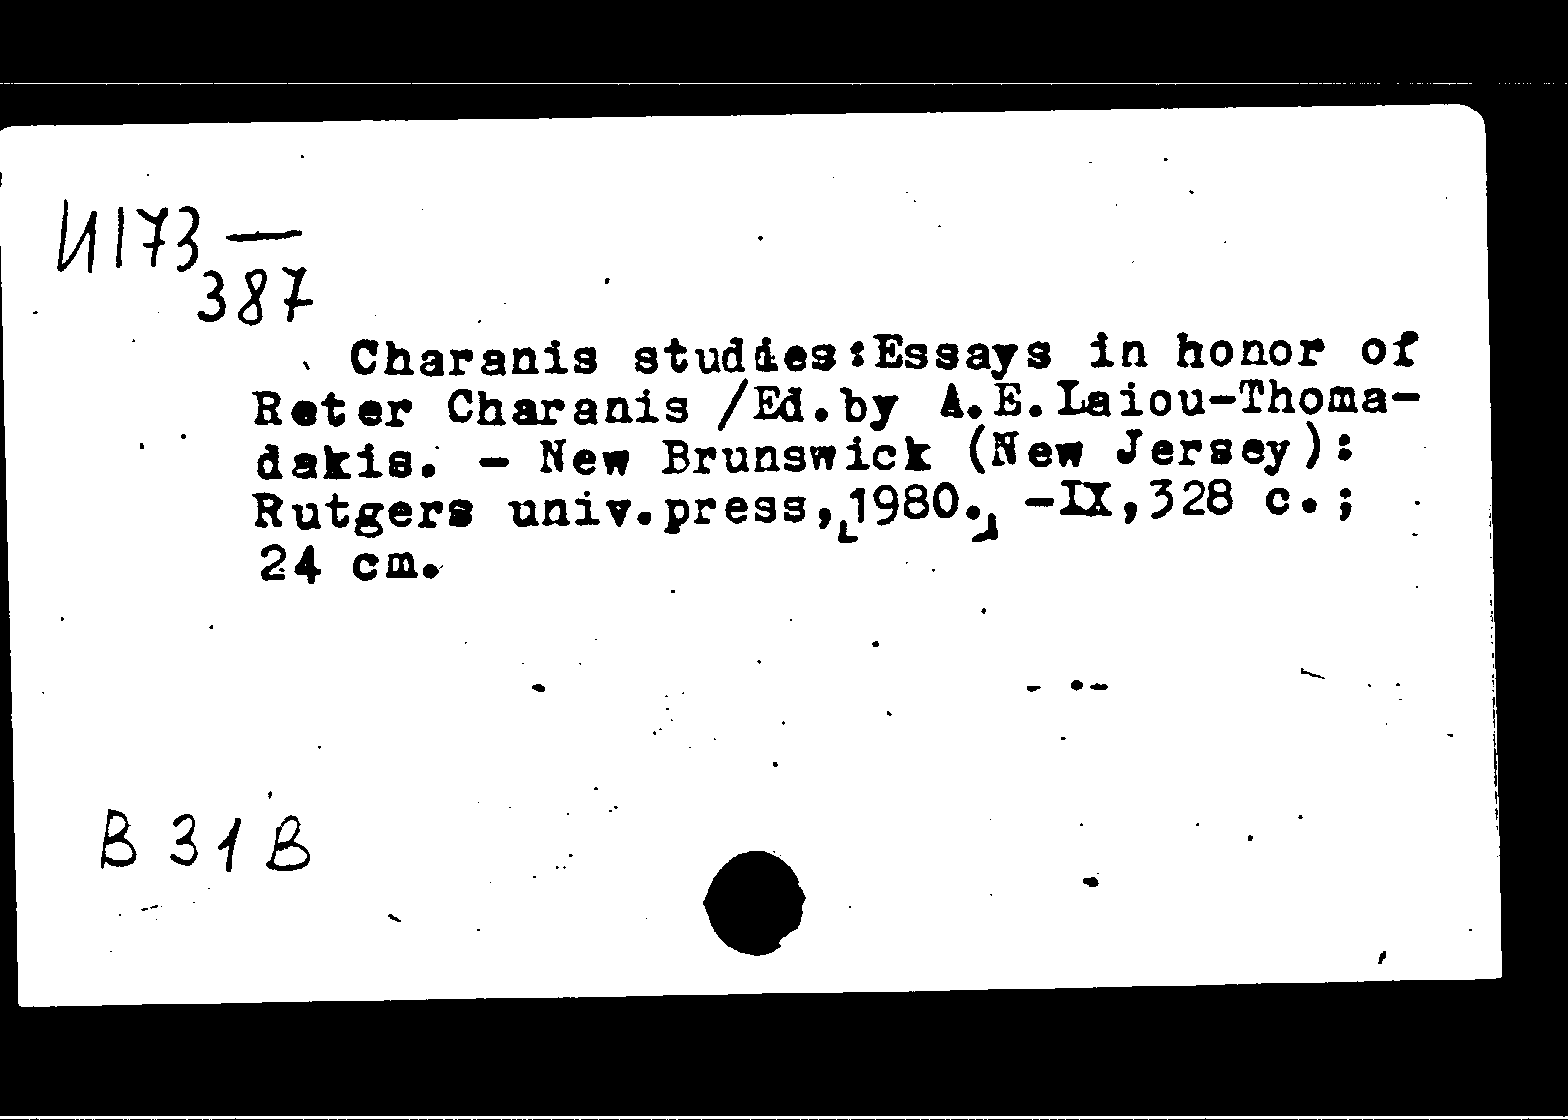 И173—
387
Charanis studies:Essays in honor of
Reter Charanis /Ed.by A.E.Laiou-Thoma-
dakis. - New Brunswick (New Jersey):
Rutgers univ.press,[1980.] -IX,328 c.;
24 cm.
В 31 В